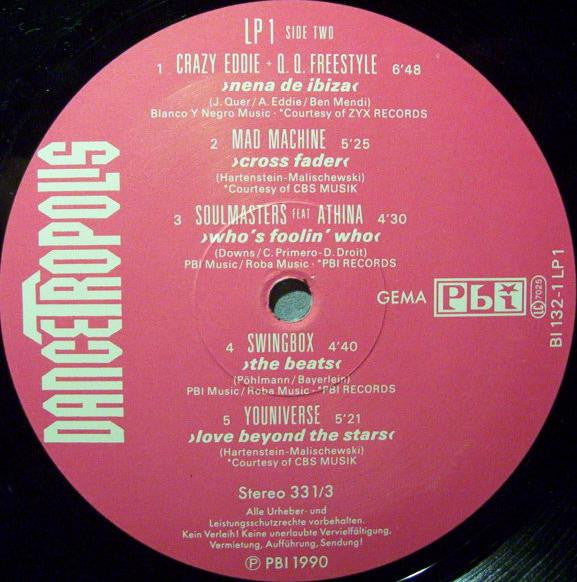 LP1 SIDE TWO
1 CRAZY EDDIE + Q.Q. FREESTYLE 6'48
›nena de ibiza‹
(J. Quer/A. Eddie/Ben Mendi)
Blanco Y Negro Music · *Courtesy of ZYX RECORDS
2 MAD MACHINE 5'25
›cross fader‹
(Hartenstein-Malischewski)
*Courtesy of CBS MUSIK
3 SOULMASTERS FEAT ATHINA 4'30
›who's foolin' who‹
(Downs/C. Primero-D. Droit)
PBI Music/Roba Music · *PBI RECORDS
DANCETROPOLIS
GEMA Pbi LC 7025
BI 132-1 LP 1
4 SWINGBOX 4'40
›the beats‹
(Pöhlmann/Bayerlein)
PBI Music/Roba Music · *PBI RECORDS
5 YOUNIVERSE 5'21
›love beyond the stars‹
(Hartenstein-Malischewski)
*Courtesy of CBS MUSIK
Stereo 331/3
Alle Urheber- und
Leistungsschutzrechte vorbehalten.
Kein Verleih! Keine unerlaubte Vervielfältigung,
Vermietung, Aufführung, Sendung!
Ⓟ PBI 1990